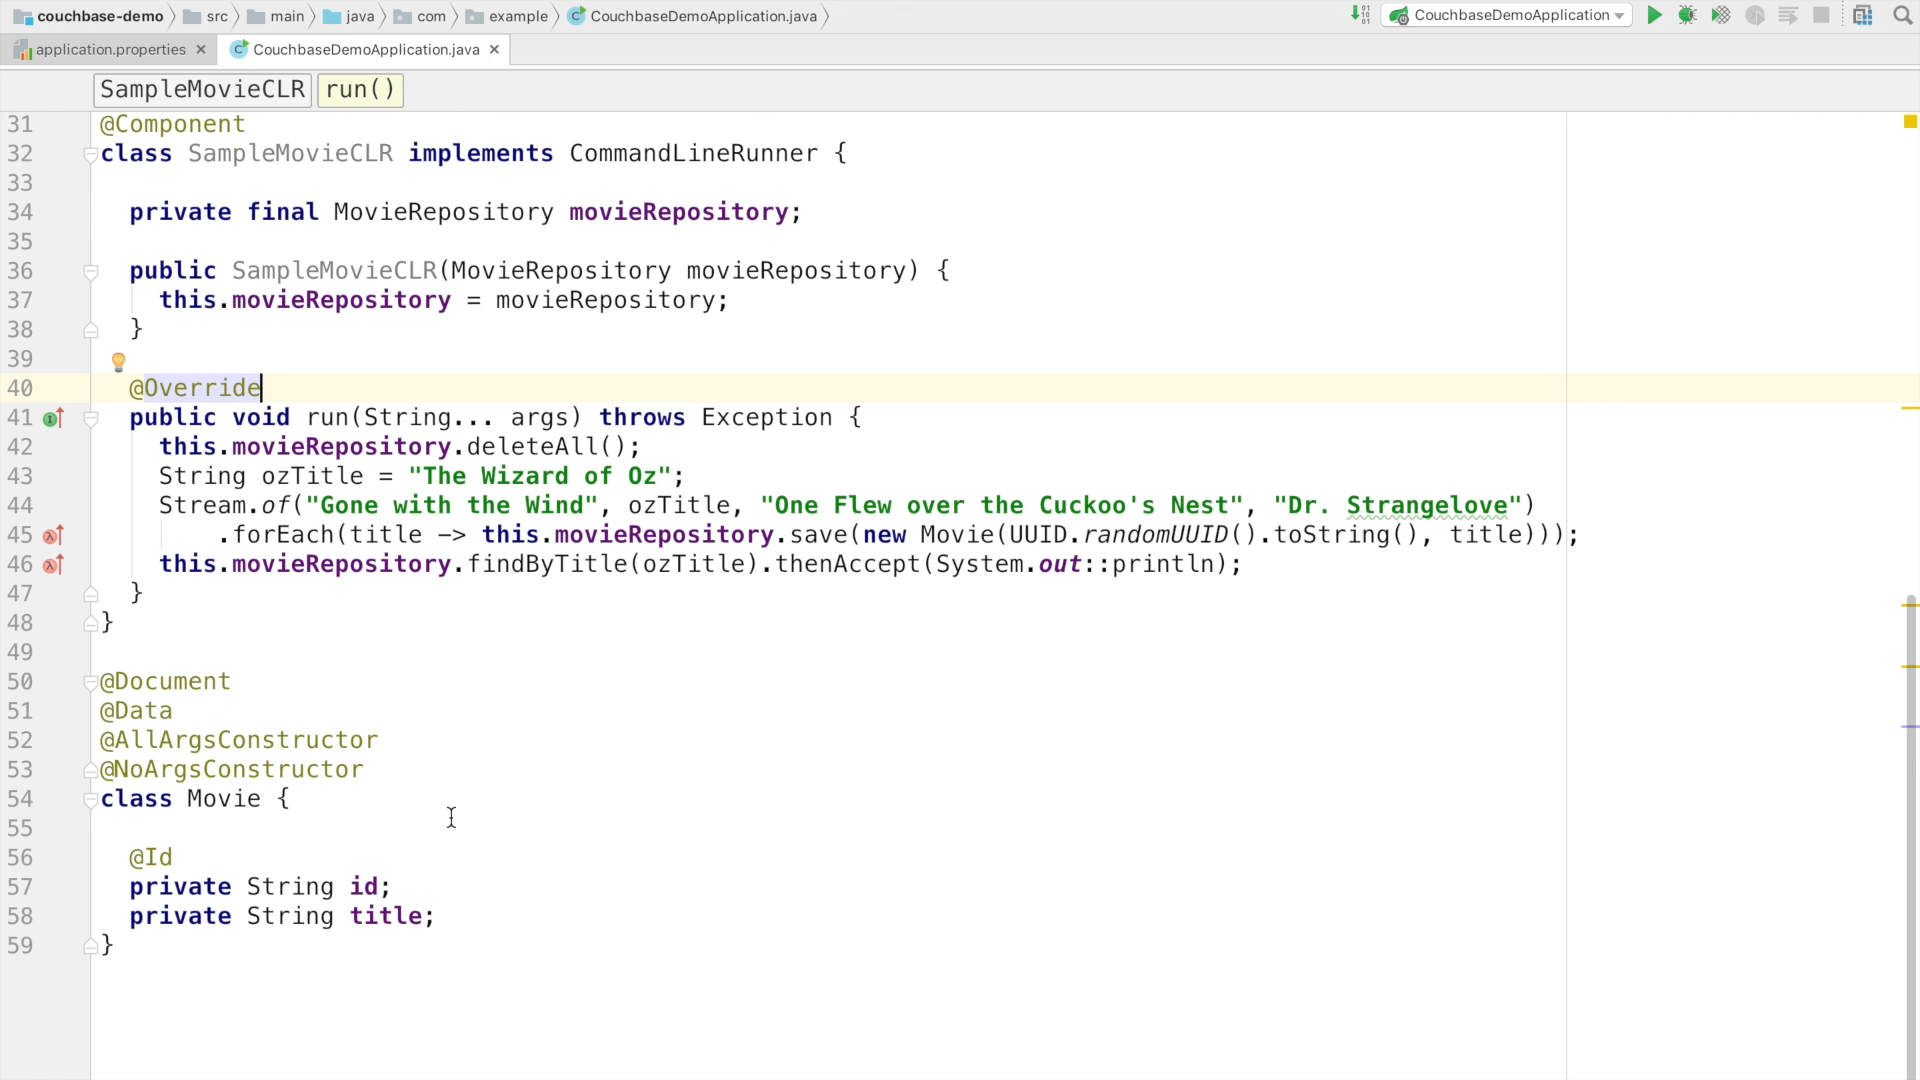 couchbase-demo src main java com example CouchbaseDemoApplication.java CouchbaseDemoApplication
application.properties CouchbaseDemoApplication.java
SampleMovieCLR run()
31 @Component
32 class SampleMovieCLR implements CommandLineRunner {
33
34 private final MovieRepository movieRepository;
35
36 public SampleMovieCLR(MovieRepository movieRepository) {
37 this.movieRepository = movieRepository;
38 }
39
40 @Override
41 public void run(String... args) throws Exception {
42 this.movieRepository.deleteAll();
43 String ozTitle = "The Wizard of Oz";
44 Stream.of("Gone with the Wind", ozTitle, "One Flew over the Cuckoo's Nest", "Dr. Strangelove")
45 .forEach(title -> this.movieRepository.save(new Movie(UUID.randomUUID().toString(), title)));
46 this.movieRepository.findByTitle(ozTitle).thenAccept(System.out::println);
47 }
48 }
49
50 @Document
51 @Data
52 @AllArgsConstructor
53 @NoArgsConstructor
54 class Movie {
55
56 @Id
57 private String id;
58 private String title;
59 }